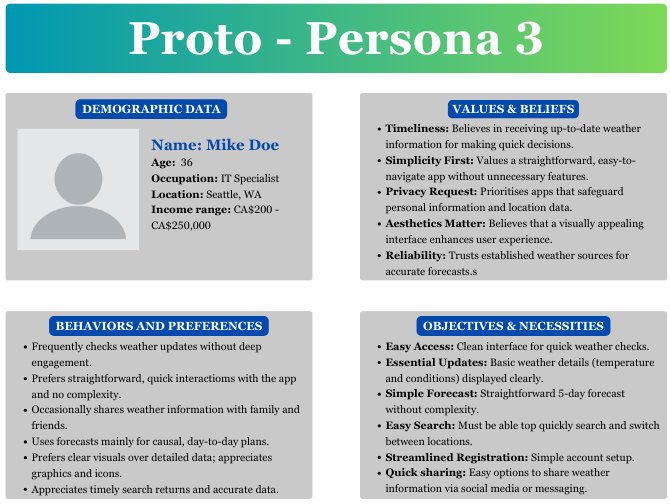 Proto - Persona 3
DEMOGRAPHIC DATA
Name: Mike Doe
Age: 36
Occupation: IT Specialist
Location: Seattle, WA
Income range: CA$200 -
CA$250,000
VALUES & BELIEFS
• Timeliness: Believes in receiving up-to-date weather
information for making quick decisions.
• Simplicity First: Values a straightforward, easy-to-
navigate app without unnecessary features.
• Privacy Request: Prioritises apps that safeguard
personal information and location data.
• Aesthetics Matter: Believes that a visually appealing
interface enhances user experience.
• Reliability: Trusts established weather sources for
accurate forecasts.s
BEHAVIORS AND PREFERENCES
• Frequently checks weather updates without deep
engagement.
• Prefers straightforward, quick interactioms with the app
and no complexity.
• Occasionally shares weather information with family and
friends.
• Uses forecasts mainly for causal, day-to-day plans.
• Prefers clear visuals over detailed data; appreciates
graphics and icons.
• Appreciates timely search returns and accurate data.
OBJECTIVES & NECESSITIES
• Easy Access: Clean interface for quick weather checks.
• Essential Updates: Basic weather details (temperature
and conditions) displayed clearly.
• Simple Forecast: Straightforward 5-day forecast
without complexity.
• Easy Search: Must be able top quickly search and switch
between locations.
• Streamlined Registration: Simple account setup.
• Quick sharing: Easy options to share weather
information via social media or messaging.